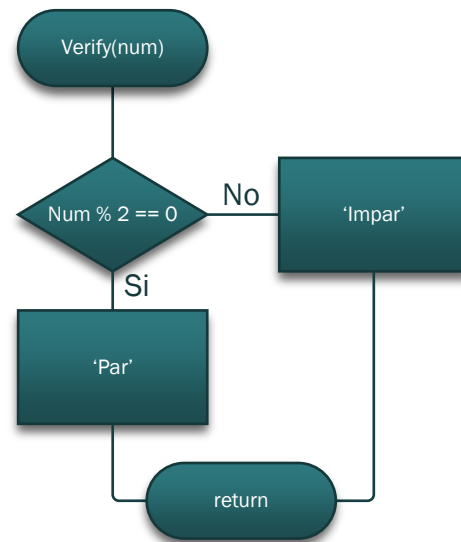 Verify(num)
Num % 2 == 0
No
‘Impar’
Si
‘Par’
return